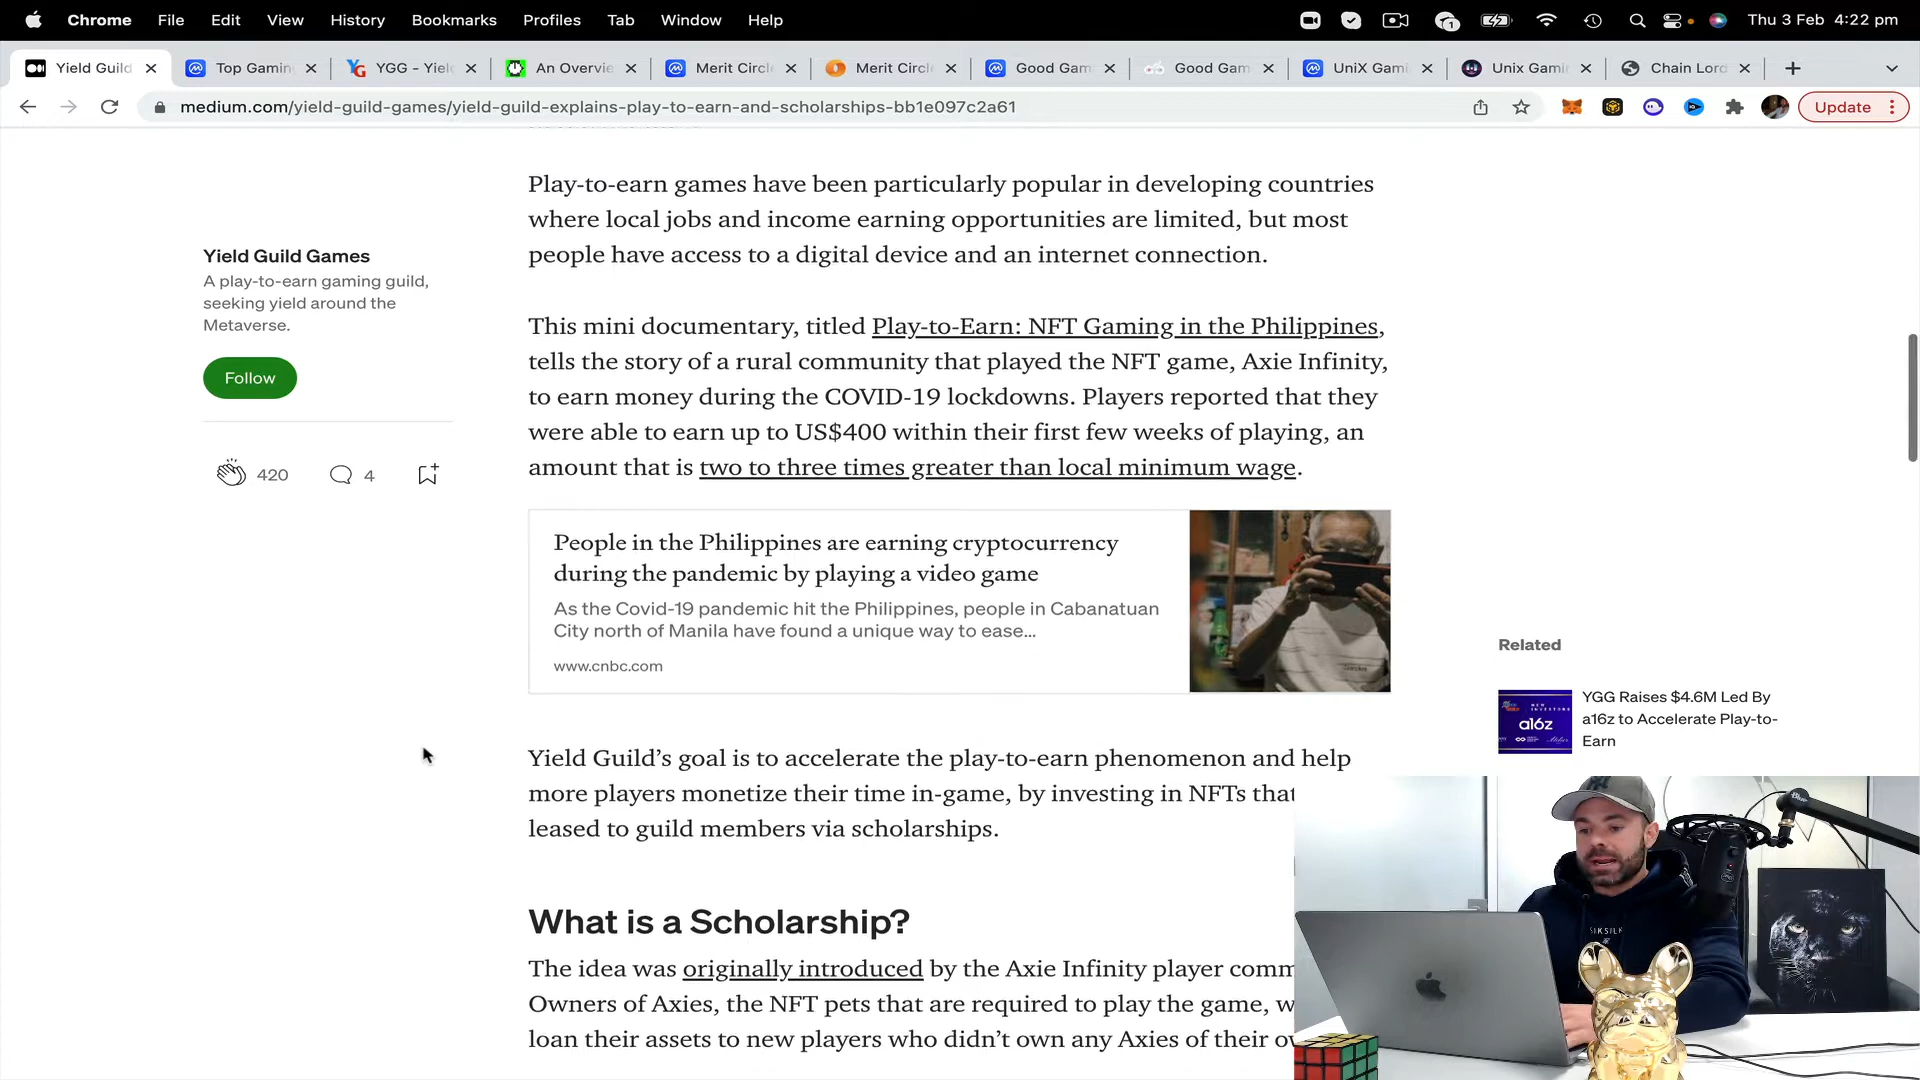 Chrome File Edit View History Bookmarks Profiles Tab Window Help
1
Thu 3 Feb 4:22 pm
Yield Guild
Top Gamin
YGG - Yiel
An Overvie
Merit Circl
Merit Circl
Good Gam
Good Gam
UniX Gami
Unix Gami
Chain Lord
medium.com/yield-guild-games/yield-guild-explains-play-to-earn-and-scholarships-bb1e097c2a61
Update
Play-to-earn games have been particularly popular in developing countries
where local jobs and income earning opportunities are limited, but most
people have access to a digital device and an internet connection.
Yield Guild Games
A play-to-earn gaming guild,
seeking yield around the
Metaverse.
Follow
420
4
This mini documentary, titled Play-to-Earn: NFT Gaming in the Philippines,
tells the story of a rural community that played the NFT game, Axie Infinity,
to earn money during the COVID-19 lockdowns. Players reported that they
were able to earn up to US$400 within their first few weeks of playing, an
amount that is two to three times greater than local minimum wage.
People in the Philippines are earning cryptocurrency
during the pandemic by playing a video game
As the Covid-19 pandemic hit the Philippines, people in Cabanatuan
City north of Manila have found a unique way to ease...
www.cnbc.com
Related
a16z
YGG Raises $4.6M Led By
a16z to Accelerate Play-to-
Earn
Yield Guild's goal is to accelerate the play-to-earn phenomenon and help
more players monetize their time in-game, by investing in NFTs that
leased to guild members via scholarships.
What is a Scholarship?
The idea was originally introduced by the Axie Infinity player comm
Owners of Axies, the NFT pets that are required to play the game, w
loan their assets to new players who didn't own any Axies of their o
Blue
SIKSILK